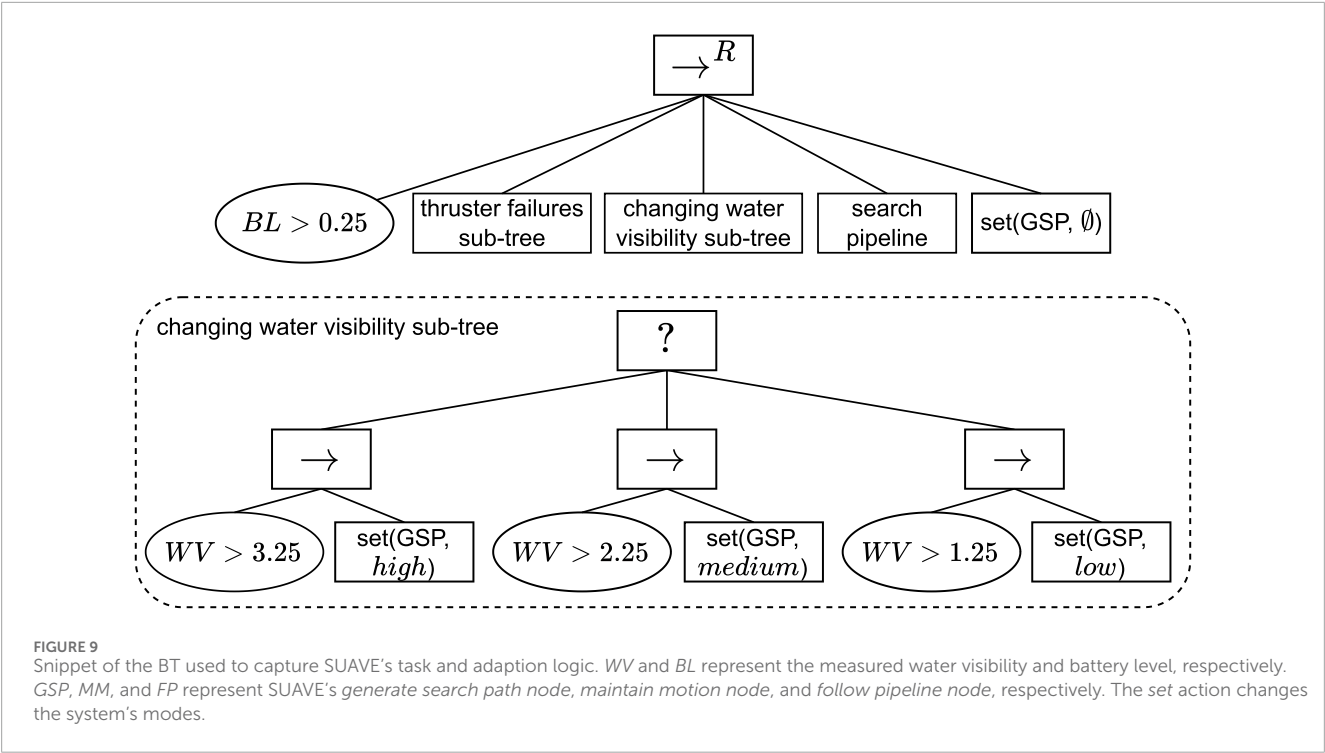 →ᴿ
BL > 0.25
thruster failures
sub-tree
changing water
visibility sub-tree
search
pipeline
set(GSP, ∅)
changing water visibility sub-tree
?
→
→
→
WV > 3.25
set(GSP,
high)
WV > 2.25
set(GSP,
medium)
WV > 1.25
set(GSP,
low)
FIGURE 9
Snippet of the BT used to capture SUAVE's task and adaption logic. WV and BL represent the measured water visibility and battery level, respectively.
GSP, MM, and FP represent SUAVE's generate search path node, maintain motion node, and follow pipeline node, respectively. The set action changes
the system's modes.